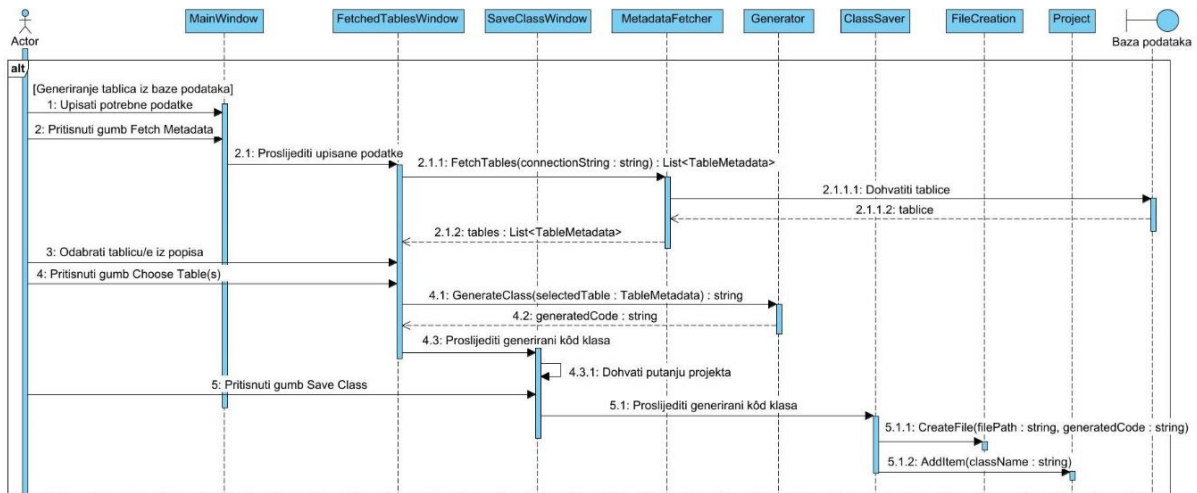 MainWindow
FetchedTablesWindow
SaveClassWindow
MetadataFetcher
Generator
ClassSaver
FileCreation
Project
Actor
Baza podataka
alt
[Generiranje tablica iz baze podataka]
1: Upisati potrebne podatke
2: Pritisnuti gumb Fetch Metadata
2.1: Proslijediti upisane podatke
2.1.1: FetchTables(connectionString : string) : List<TableMetadata>
2.1.1.1: Dohvatiti tablice
2.1.1.2: tablice
2.1.2: tables : List<TableMetadata>
3: Odabrati tablicu/e iz popisa
4: Pritisnuti gumb Choose Table(s)
4.1: GenerateClass(selectedTable : TableMetadata) : string
4.2: generatedCode : string
4.3: Proslijediti generirani kôd klasa
4.3.1: Dohvati putanju projekta
5: Pritisnuti gumb Save Class
5.1: Proslijediti generirani kôd klasa
5.1.1: CreateFile(filePath : string, generatedCode : string)
5.1.2: AddItem(className : string)